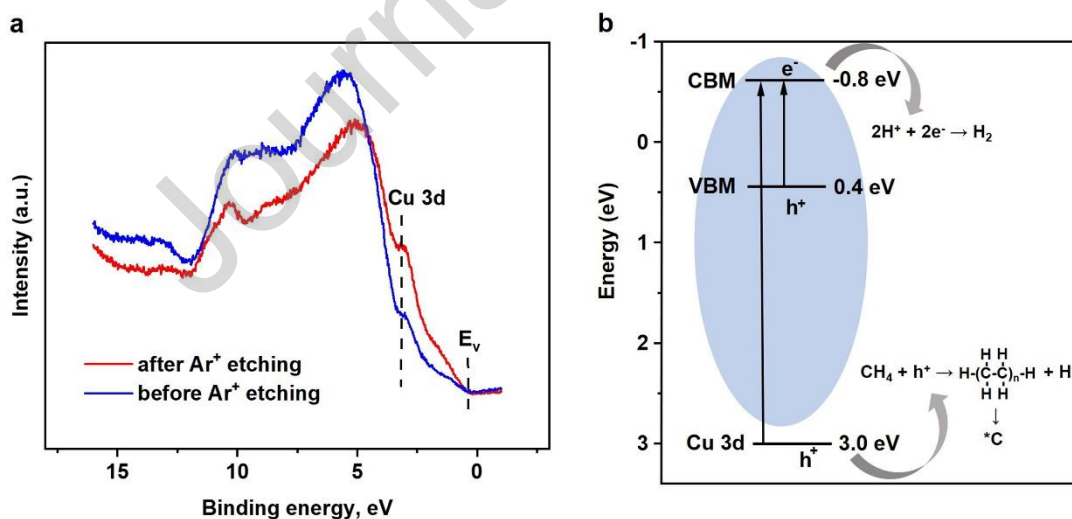 a
Journ
Intensity (a.u.)
Cu 3d
E_v
after Ar⁺ etching
before Ar⁺ etching
15
10
5
0
Binding energy, eV
b
-1
0
1
2
3
Energy (eV)
CBM
e⁻
-0.8 eV
2H⁺ + 2e⁻ → H₂
VBM
0.4 eV
h⁺
CH₄ + h⁺ → H-(C-C)ₙ-H + H
H H
H H
↓
*C
Cu 3d
3.0 eV
h⁺